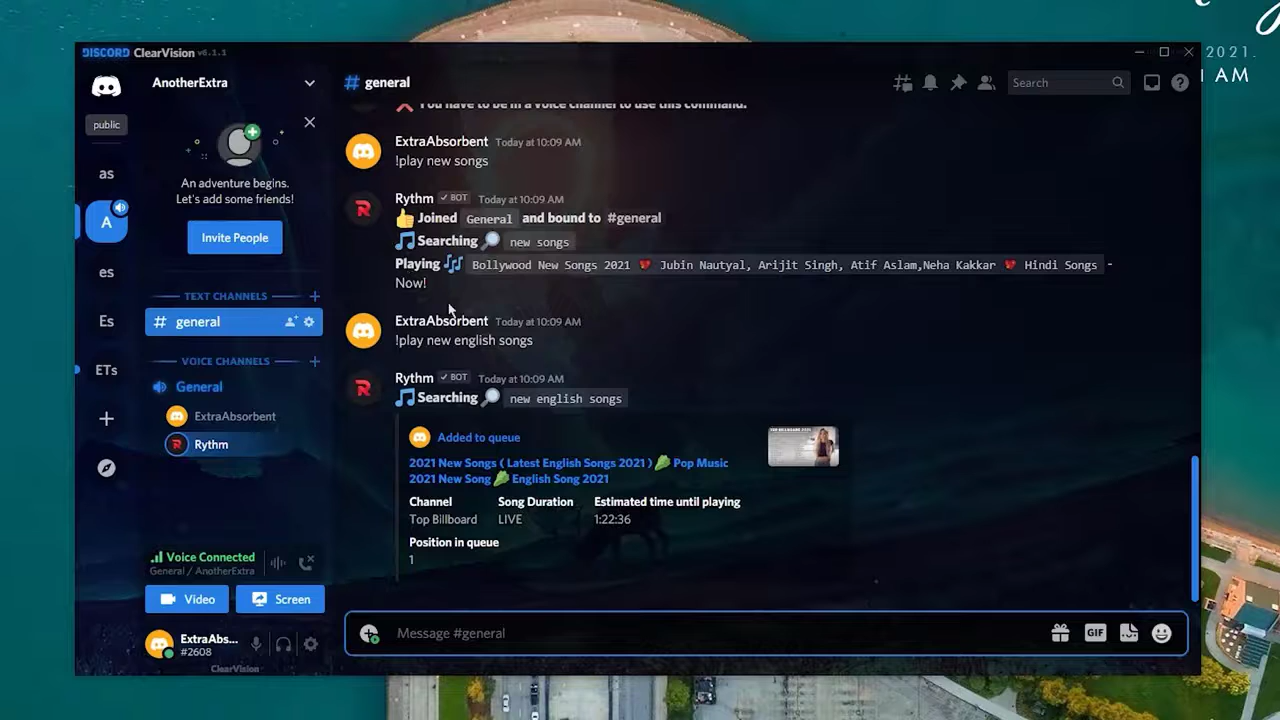 2021.
AM
DISCORD ClearVision v6.1.1
AnotherExtra
# general
Search
public
as
A
es
Es
ETs
An adventure begins.
Let's add some friends!
Invite People
TEXT CHANNELS
# general
VOICE CHANNELS
General
ExtraAbsorbent
Rythm
Voice Connected
General / AnotherExtra
Video
Screen
ExtraAbs...
#2608
ClearVision
You have to be in a voice channel to use this command.
ExtraAbsorbent Today at 10:09 AM
!play new songs
Rythm ✓ BOT Today at 10:09 AM
👍 Joined General and bound to #general
🎵 Searching 🔎 new songs
Playing 🎶 Bollywood New Songs 2021 💔 Jubin Nautyal, Arijit Singh, Atif Aslam,Neha Kakkar 💔 Hindi Songs -
Now!
ExtraAbsorbent Today at 10:09 AM
!play new english songs
Rythm ✓ BOT Today at 10:09 AM
🎵 Searching 🔎 new english songs
Added to queue
2021 New Songs ( Latest English Songs 2021 ) 🥬 Pop Music
2021 New Song 🥬 English Song 2021
Channel Song Duration Estimated time until playing
Top Billboard LIVE 1:22:36
Position in queue
1
Message #general
GIF